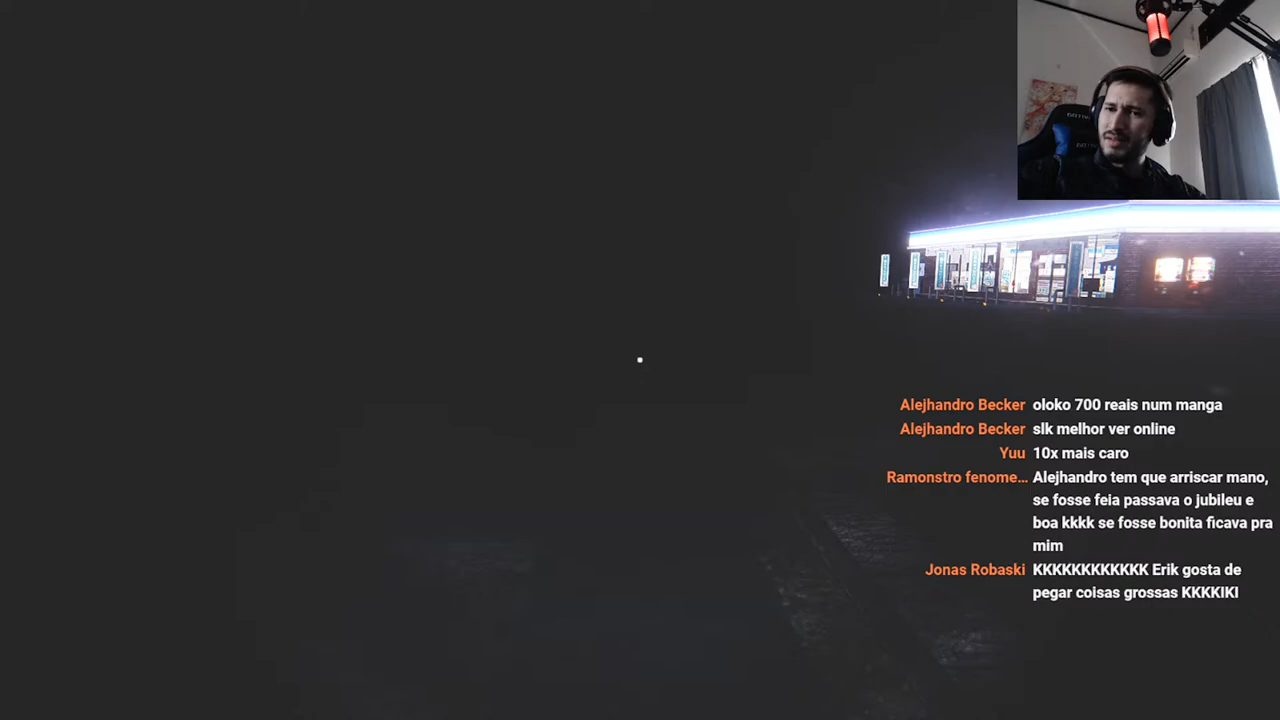 Alejhandro Becker oloko 700 reais num manga
Alejhandro Becker slk melhor ver online
Yuu 10x mais caro
Ramonstro fenome… Alejhandro tem que arriscar mano,
se fosse feia passava o jubileu e
boa kkkk se fosse bonita ficava pra
mim
Jonas Robaski KKKKKKKKKKKK Erik gosta de
pegar coisas grossas KKKKIKI